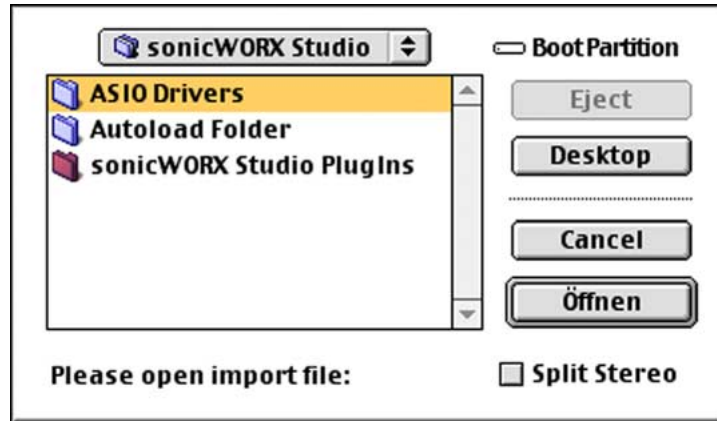 sonicWORX Studio
Boot Partition
ASIO Drivers
Autoload Folder
sonicWORX Studio PlugIns
Eject
Desktop
Cancel
Öffnen
Please open import file:
Split Stereo